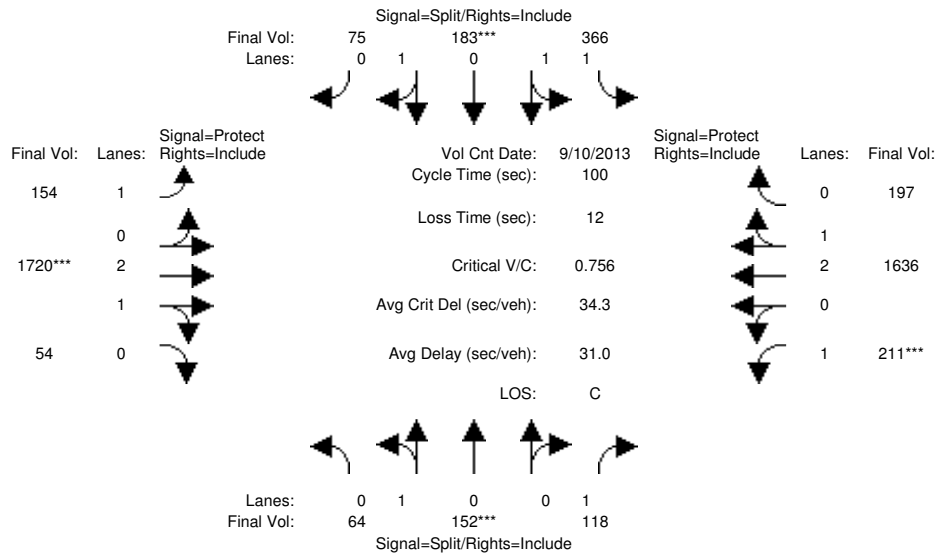 Signal=Split/Rights=Include
Final Vol: 75 183*** 366
Lanes: 0 1 0 1 1
Signal=Protect
Final Vol: Lanes: Rights=Include
Vol Cnt Date: 9/10/2013
Signal=Protect
Rights=Include Lanes: Final Vol:
Cycle Time (sec): 100
154 1
0 197
Loss Time (sec): 12
0
1
1720*** 2
Critical V/C: 0.756
2 1636
1
Avg Crit Del (sec/veh): 34.3
0
54 0
Avg Delay (sec/veh): 31.0
1 211***
LOS: C
Lanes: 0 1 0 0 1
Final Vol: 64 152*** 118
Signal=Split/Rights=Include